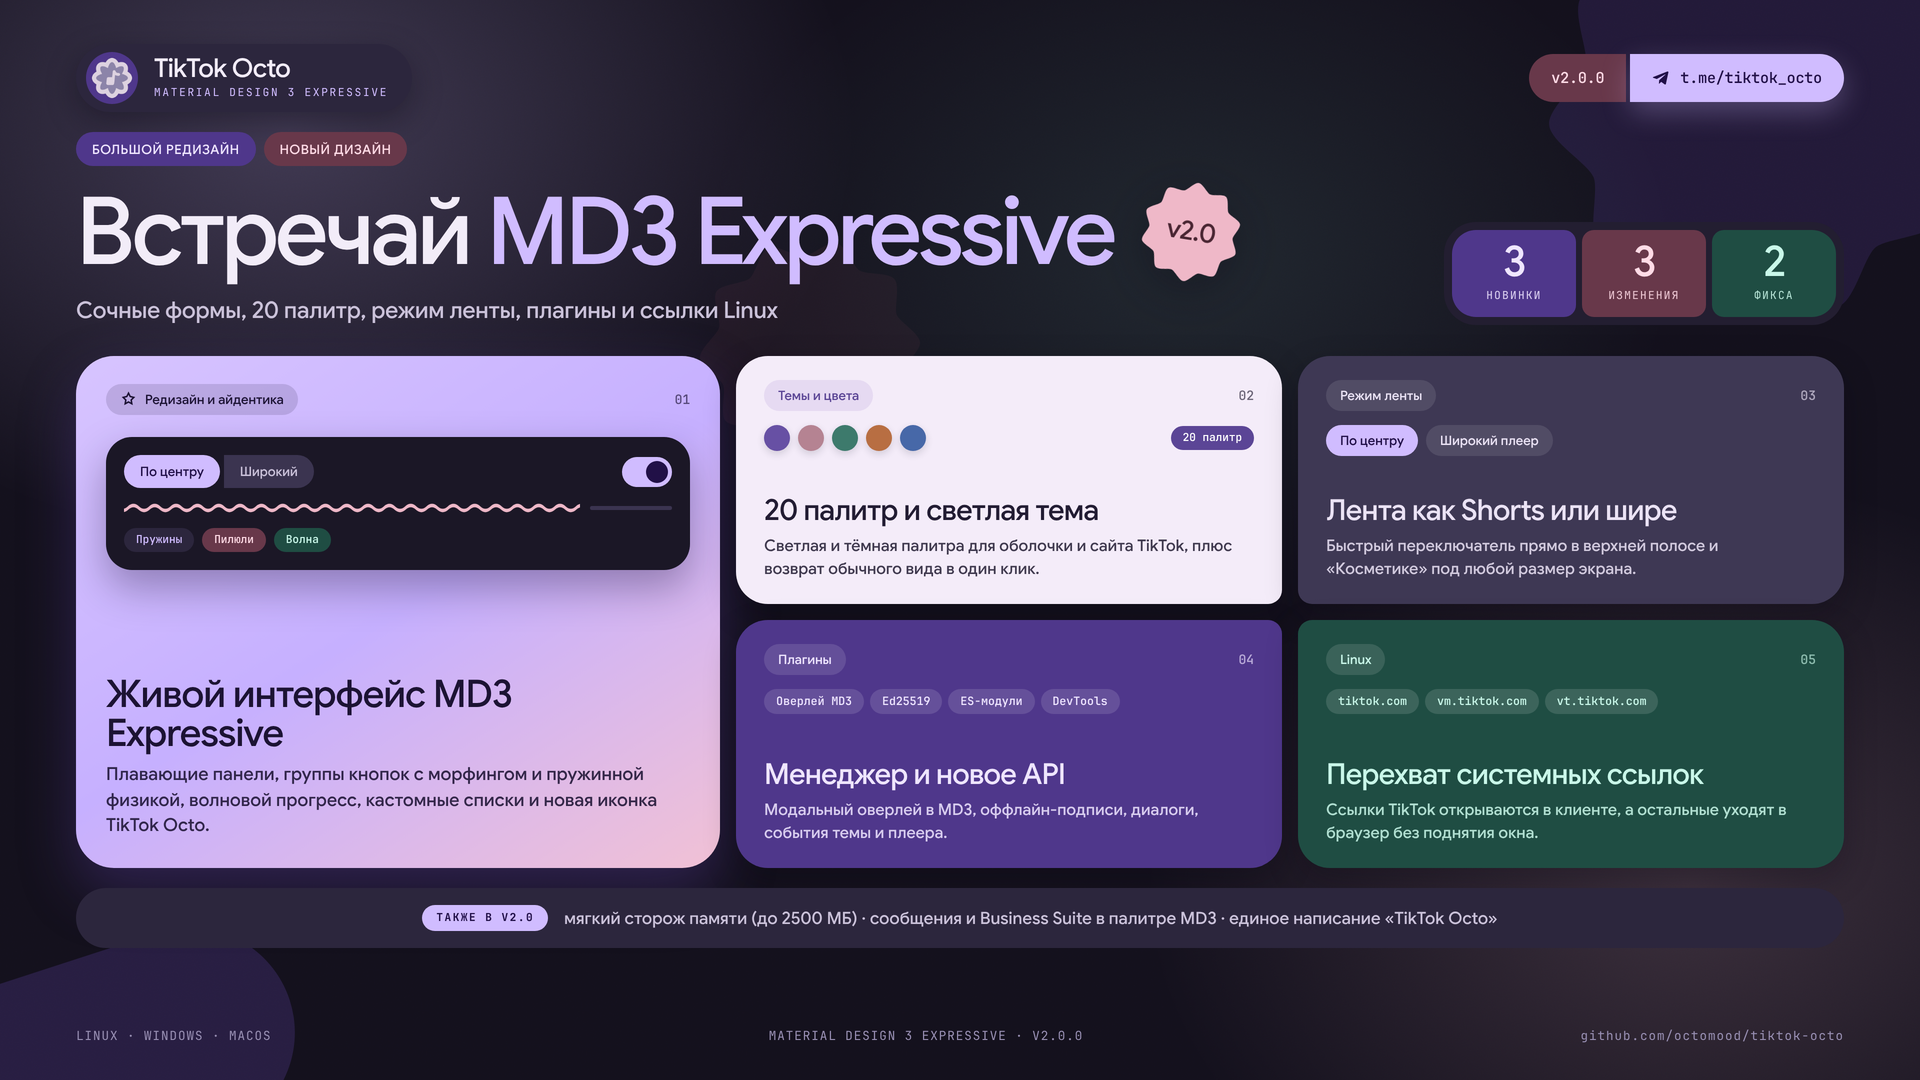 TikTok Octo
MATERIAL DESIGN 3 EXPRESSIVE
v2.0.0
t.me/tiktok_octo
БОЛЬШОЙ РЕДИЗАЙН
НОВЫЙ ДИЗАЙН
Встречай MD3 Expressive
v2.0
Сочные формы, 20 палитр, режим ленты, плагины и ссылки Linux
3
НОВИНКИ
3
ИЗМЕНЕНИЯ
2
ФИКСА
Редизайн и айдентика
01
По центру
Широкий
Пружины
Пилюли
Волна
Живой интерфейс MD3
Expressive
Плавающие панели, группы кнопок с морфингом и пружинной
физикой, волновой прогресс, кастомные списки и новая иконка
TikTok Octo.
Темы и цвета
02
20 палитр
20 палитр и светлая тема
Светлая и тёмная палитра для оболочки и сайта TikTok, плюс
возврат обычного вида в один клик.
Режим ленты
03
По центру
Широкий плеер
Лента как Shorts или шире
Быстрый переключатель прямо в верхней полосе и
«Косметике» под любой размер экрана.
Плагины
04
Оверлей MD3
Ed25519
ES-модули
DevTools
Менеджер и новое API
Модальный оверлей в MD3, оффлайн-подписи, диалоги,
события темы и плеера.
Linux
05
tiktok.com
vm.tiktok.com
vt.tiktok.com
Перехват системных ссылок
Ссылки TikTok открываются в клиенте, а остальные уходят в
браузер без поднятия окна.
ТАКЖЕ В V2.0
мягкий сторож памяти (до 2500 МБ) · сообщения и Business Suite в палитре MD3 · единое написание «TikTok Octo»
LINUX · WINDOWS · MACOS
MATERIAL DESIGN 3 EXPRESSIVE · V2.0.0
github.com/octomood/tiktok-octo